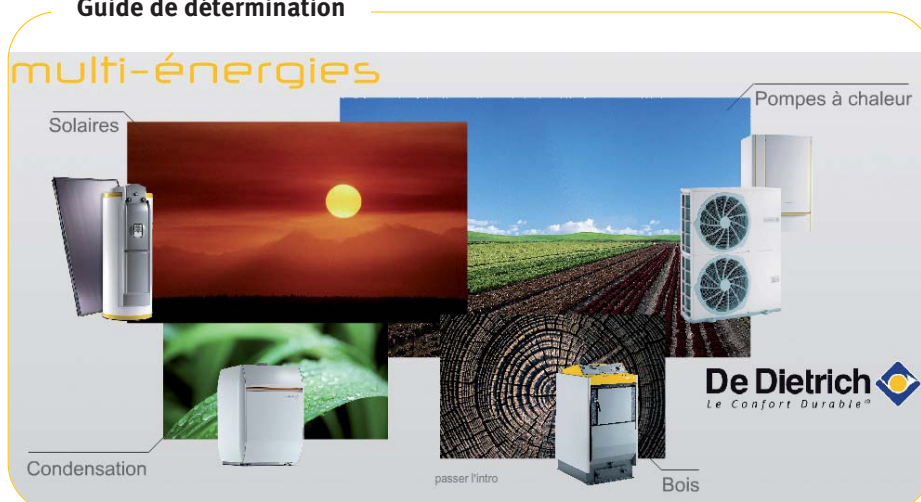 Guide de détermination
multi-énergies
Solaires
Pompes à chaleur
De Dietrich
Le Confort Durable®
Condensation
passer l'intro
Bois